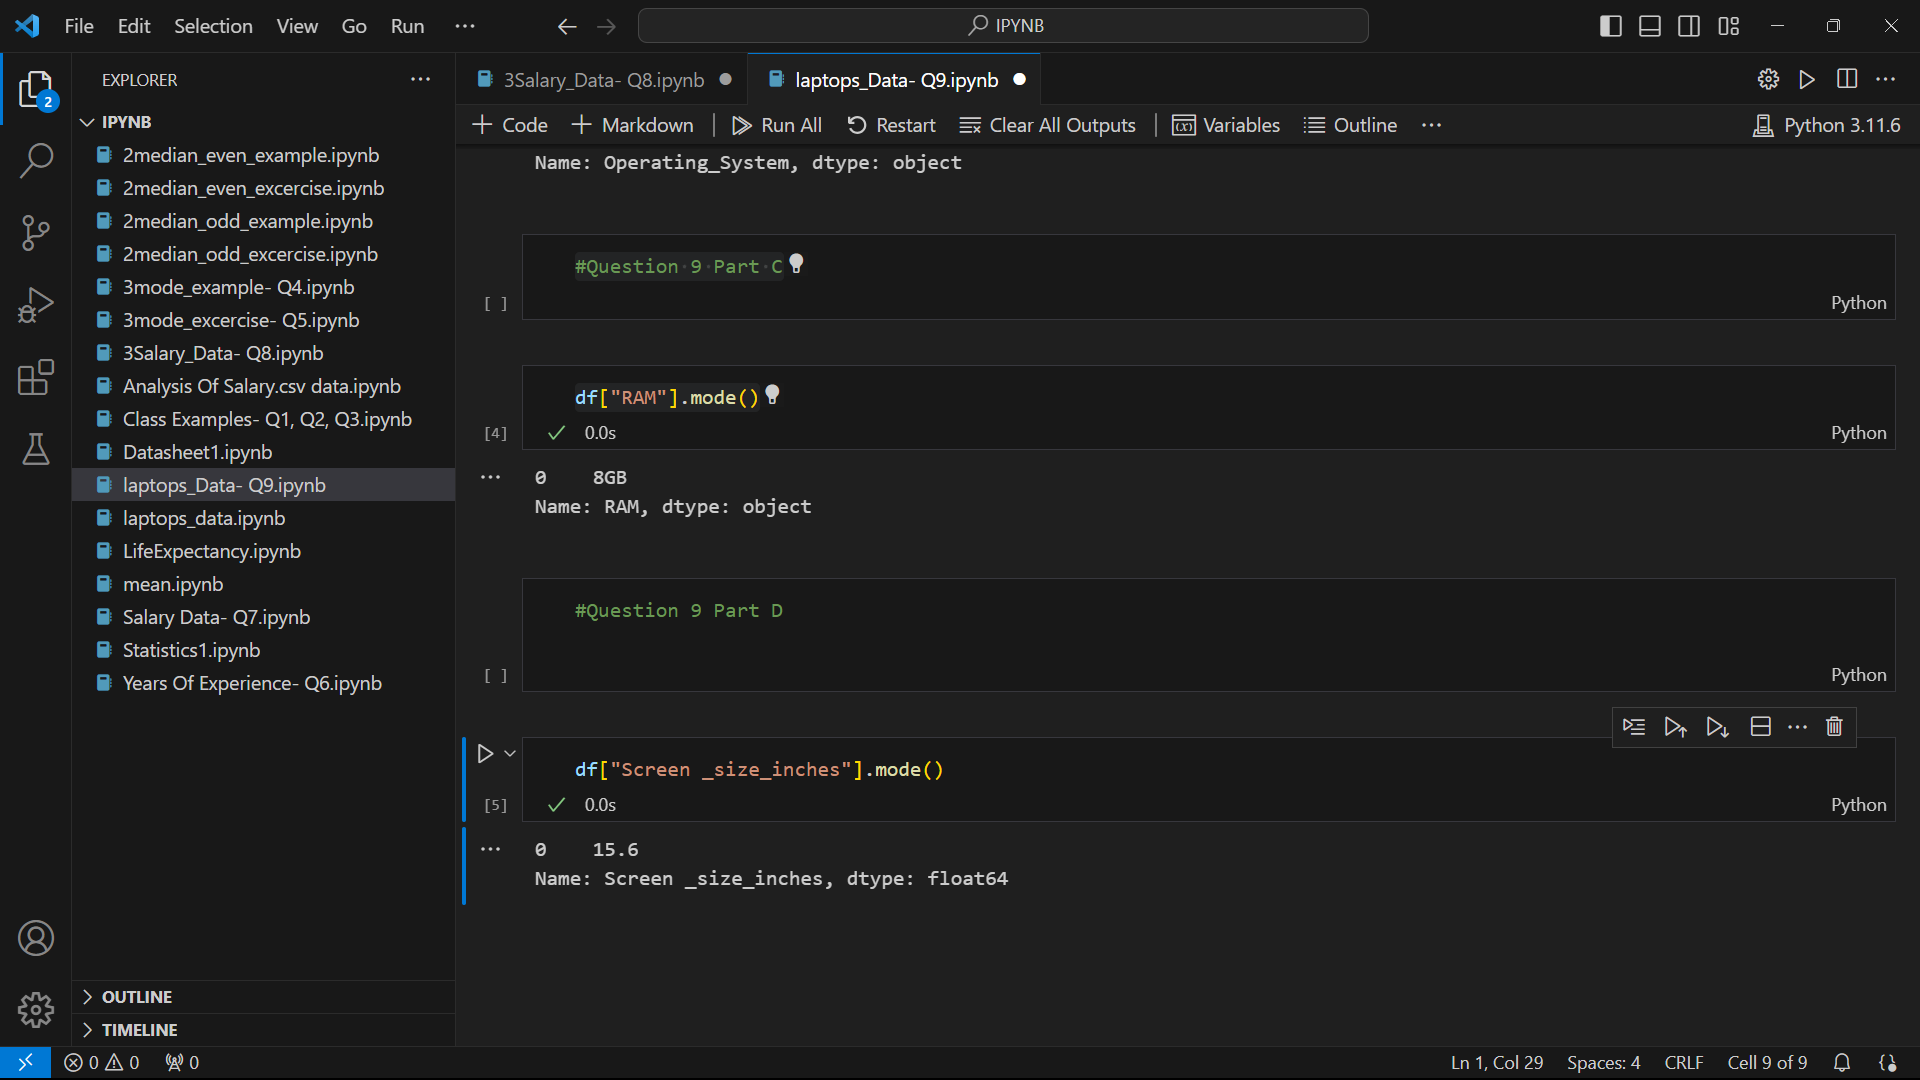 File Edit Selection View Go Run ···
IPYNB
EXPLORER
IPYNB
2median_even_example.ipynb
2median_even_excercise.ipynb
2median_odd_example.ipynb
2median_odd_excercise.ipynb
3mode_example- Q4.ipynb
3mode_excercise- Q5.ipynb
3Salary_Data- Q8.ipynb
Analysis Of Salary.csv data.ipynb
Class Examples- Q1, Q2, Q3.ipynb
Datasheet1.ipynb
laptops_Data- Q9.ipynb
laptops_data.ipynb
LifeExpectancy.ipynb
mean.ipynb
Salary Data- Q7.ipynb
Statistics1.ipynb
Years Of Experience- Q6.ipynb
OUTLINE
TIMELINE
2
3Salary_Data- Q8.ipynb laptops_Data- Q9.ipynb
Code Markdown Run All Restart Clear All Outputs Variables Outline ··· Python 3.11.6
Name: Operating_System, dtype: object
#Question 9 Part C
[ ] Python
df["RAM"].mode()
[4] 0.0s Python
0 8GB
Name: RAM, dtype: object
#Question 9 Part D
[ ] Python
df["Screen _size_inches"].mode()
[5] 0.0s Python
0 15.6
Name: Screen _size_inches, dtype: float64
0 0 0 Ln 1, Col 29 Spaces: 4 CRLF Cell 9 of 9